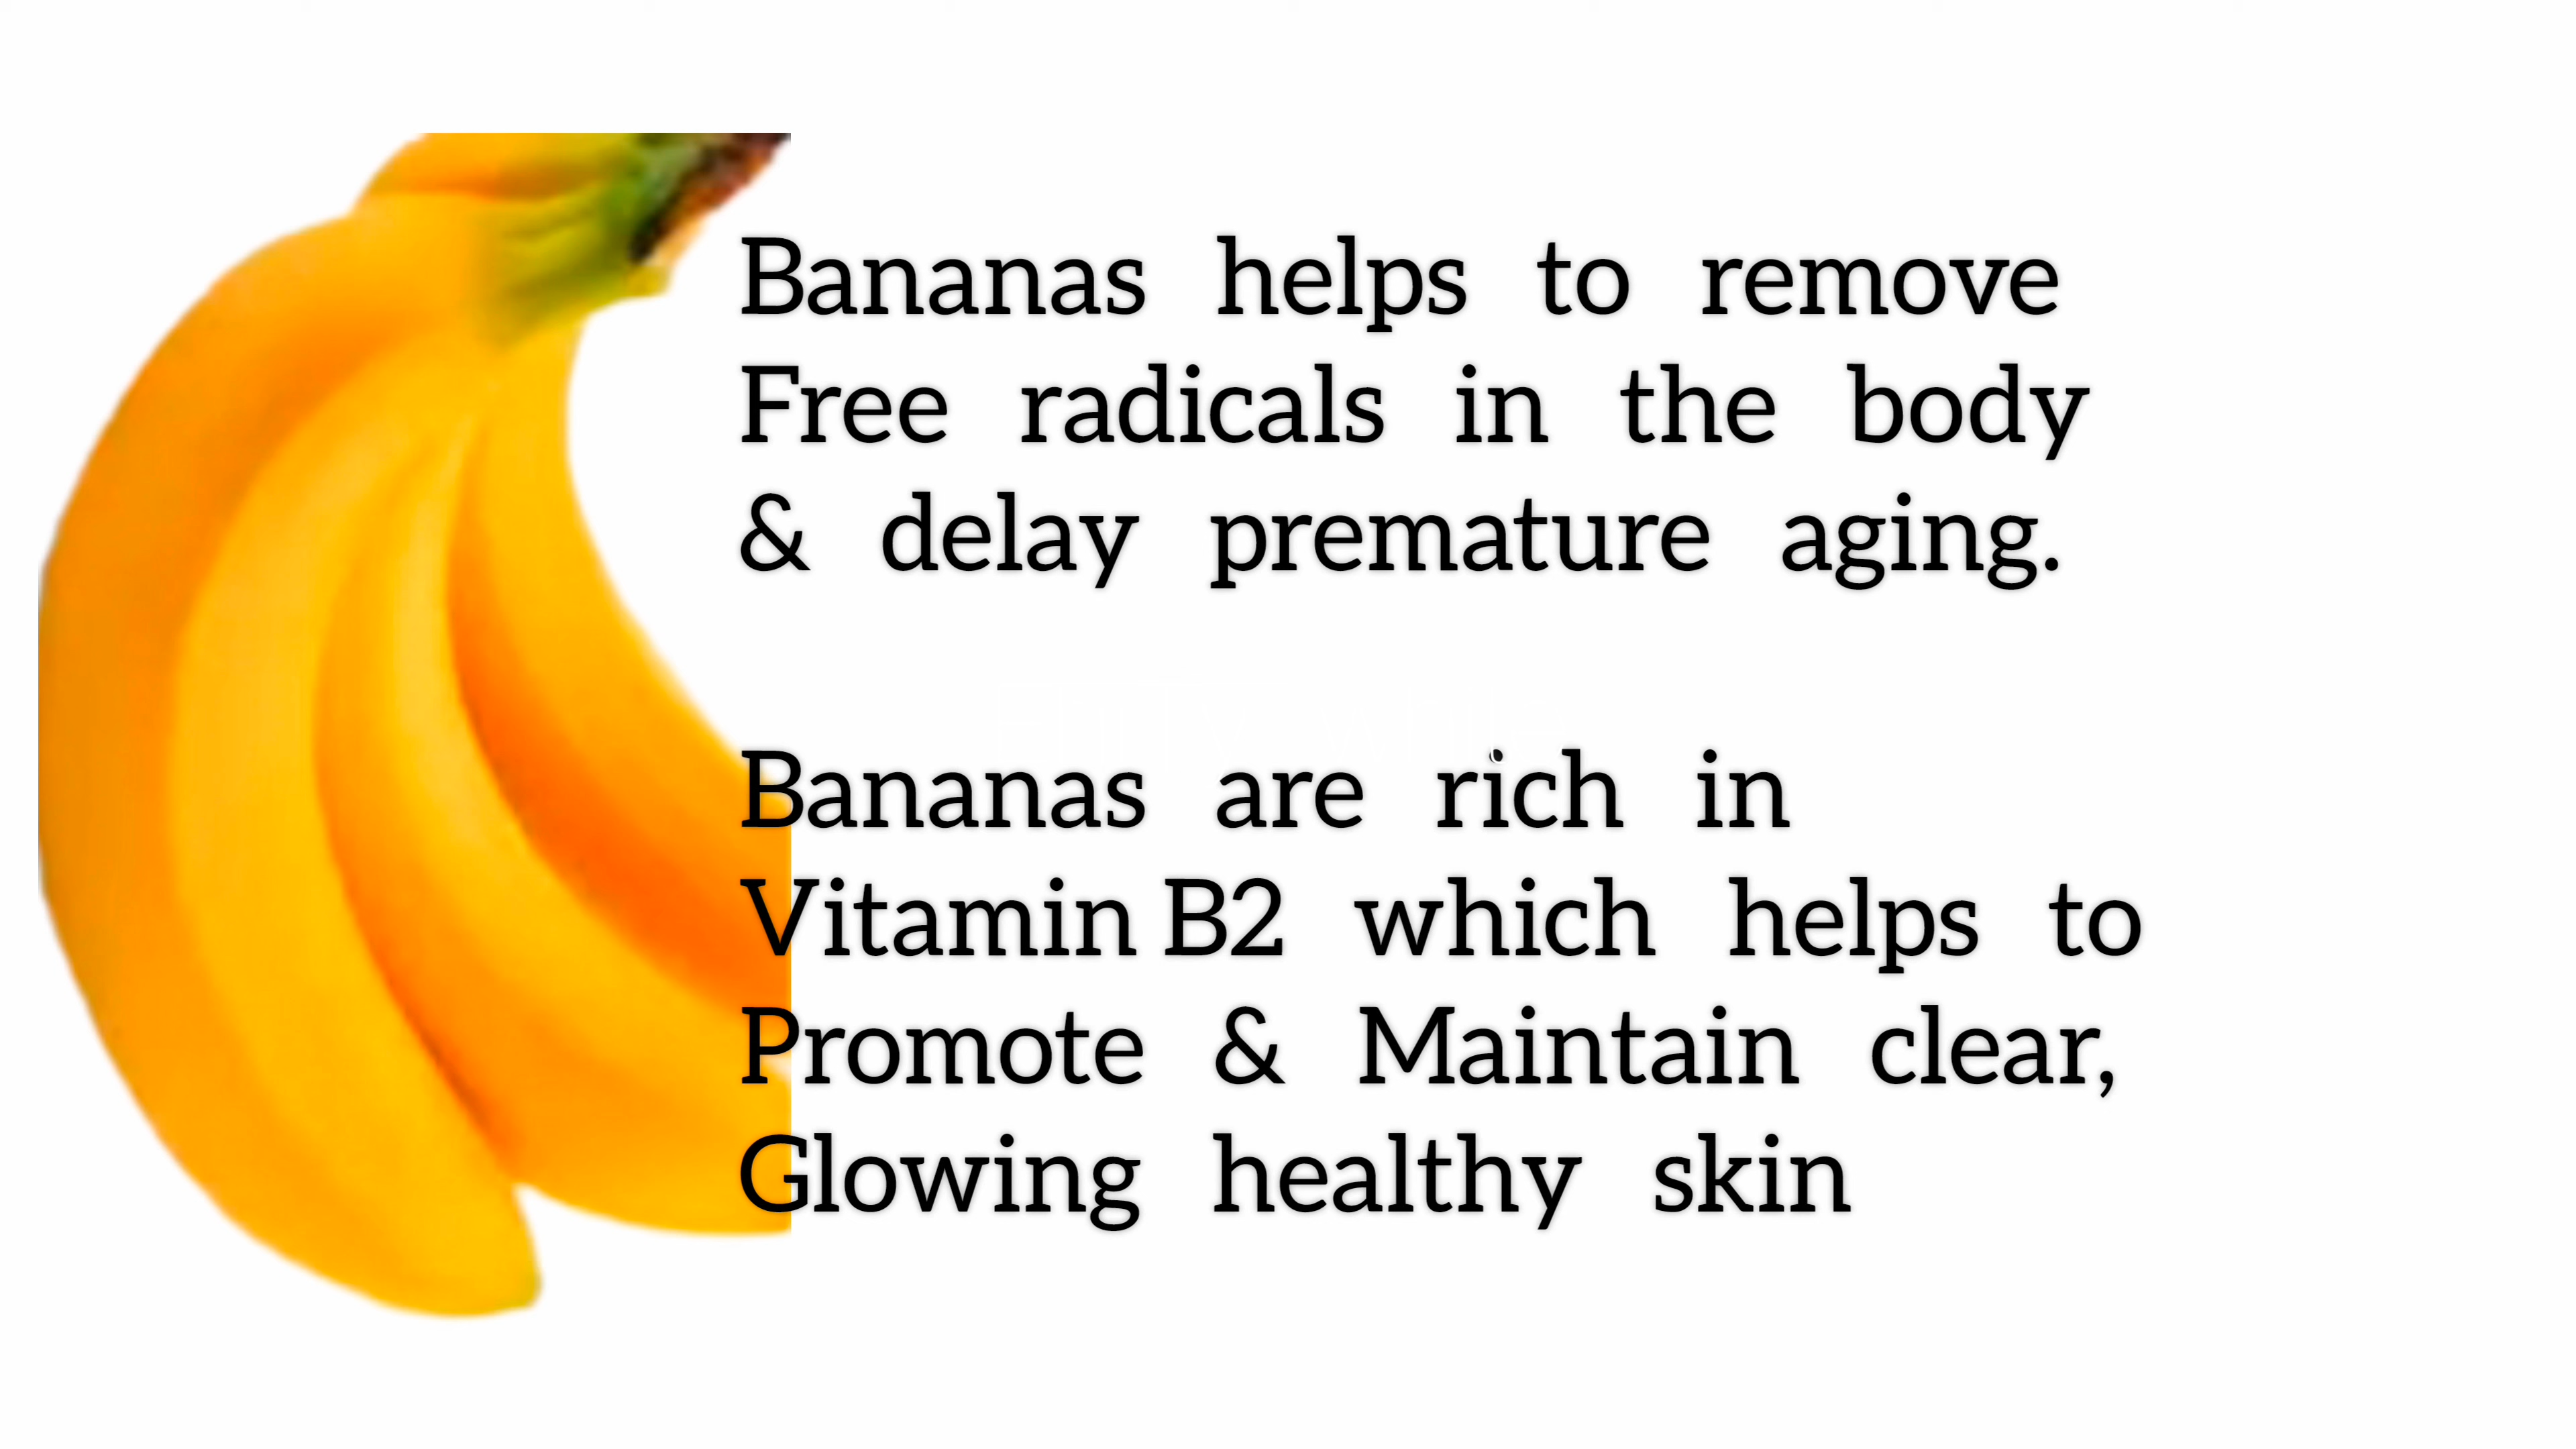 Bananas helps to remove
Free radicals in the body
& delay premature aging.
Bananas are rich in
Vitamin B2 which helps to
Promote & Maintain clear,
Glowing healthy skin